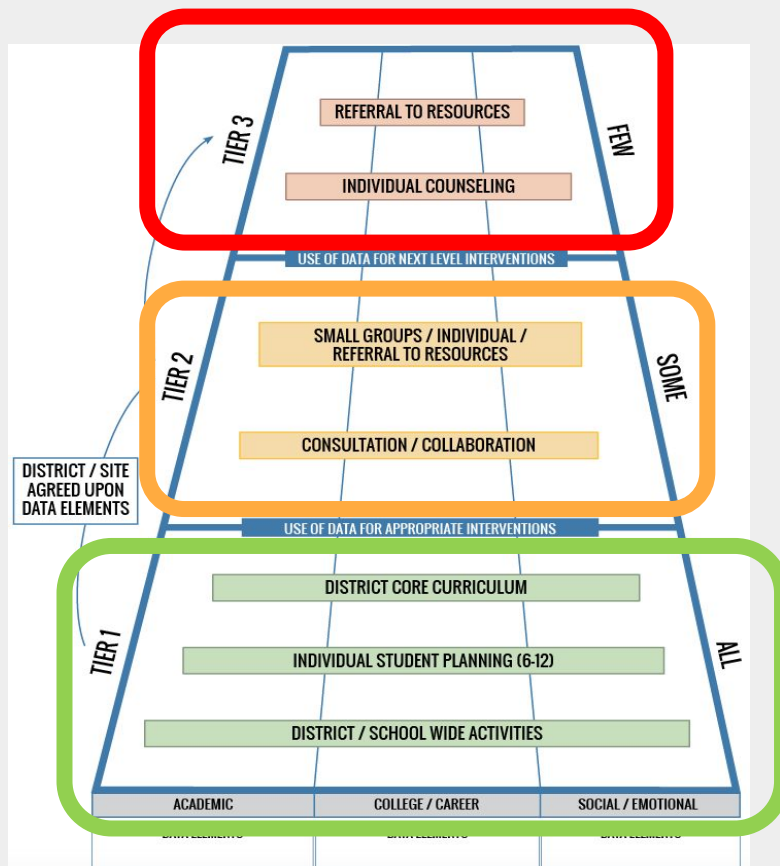 REFERRAL TO RESOURCES
TIER 3
FEW
INDIVIDUAL COUNSELING
USE OF DATA FOR NEXT LEVEL INTERVENTIONS
SMALL GROUPS / INDIVIDUAL /
REFERRAL TO RESOURCES
TIER 2
SOME
CONSULTATION / COLLABORATION
DISTRICT / SITE
AGREED UPON
DATA ELEMENTS
USE OF DATA FOR APPROPRIATE INTERVENTIONS
DISTRICT CORE CURRICULUM
TIER 1
ALL
INDIVIDUAL STUDENT PLANNING (6-12)
DISTRICT / SCHOOL WIDE ACTIVITIES
ACADEMIC
COLLEGE / CAREER
SOCIAL / EMOTIONAL